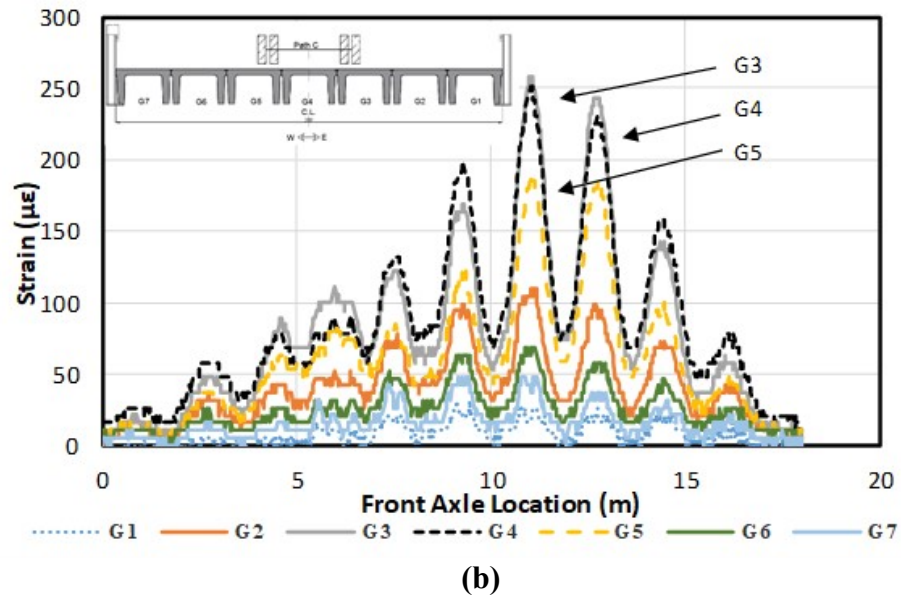 300
250
200
150
100
50
0
Strain (με)
Path C
G7 G6 G5 G4 G3 G2 G1
C.L.
W E
G3
G4
G5
0 5 10 15 20
Front Axle Location (m)
G1 G2 G3 G4 G5 G6 G7
(b)